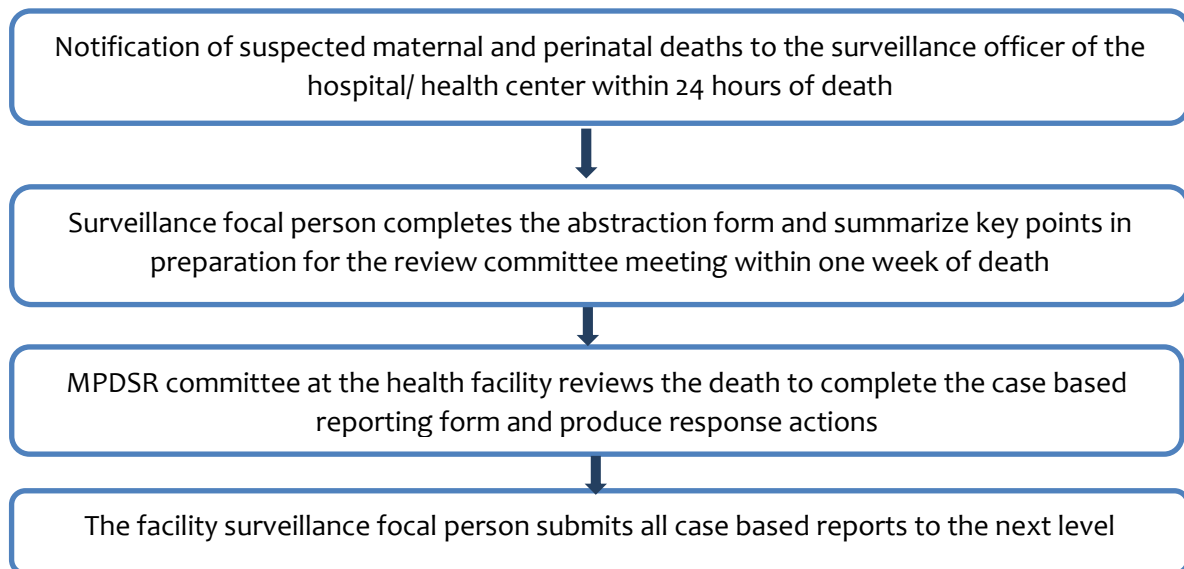 Notification of suspected maternal and perinatal deaths to the surveillance officer of the
hospital/ health center within 24 hours of death
Surveillance focal person completes the abstraction form and summarize key points in
preparation for the review committee meeting within one week of death
MPDSR committee at the health facility reviews the death to complete the case based
reporting form and produce response actions
The facility surveillance focal person submits all case based reports to the next level